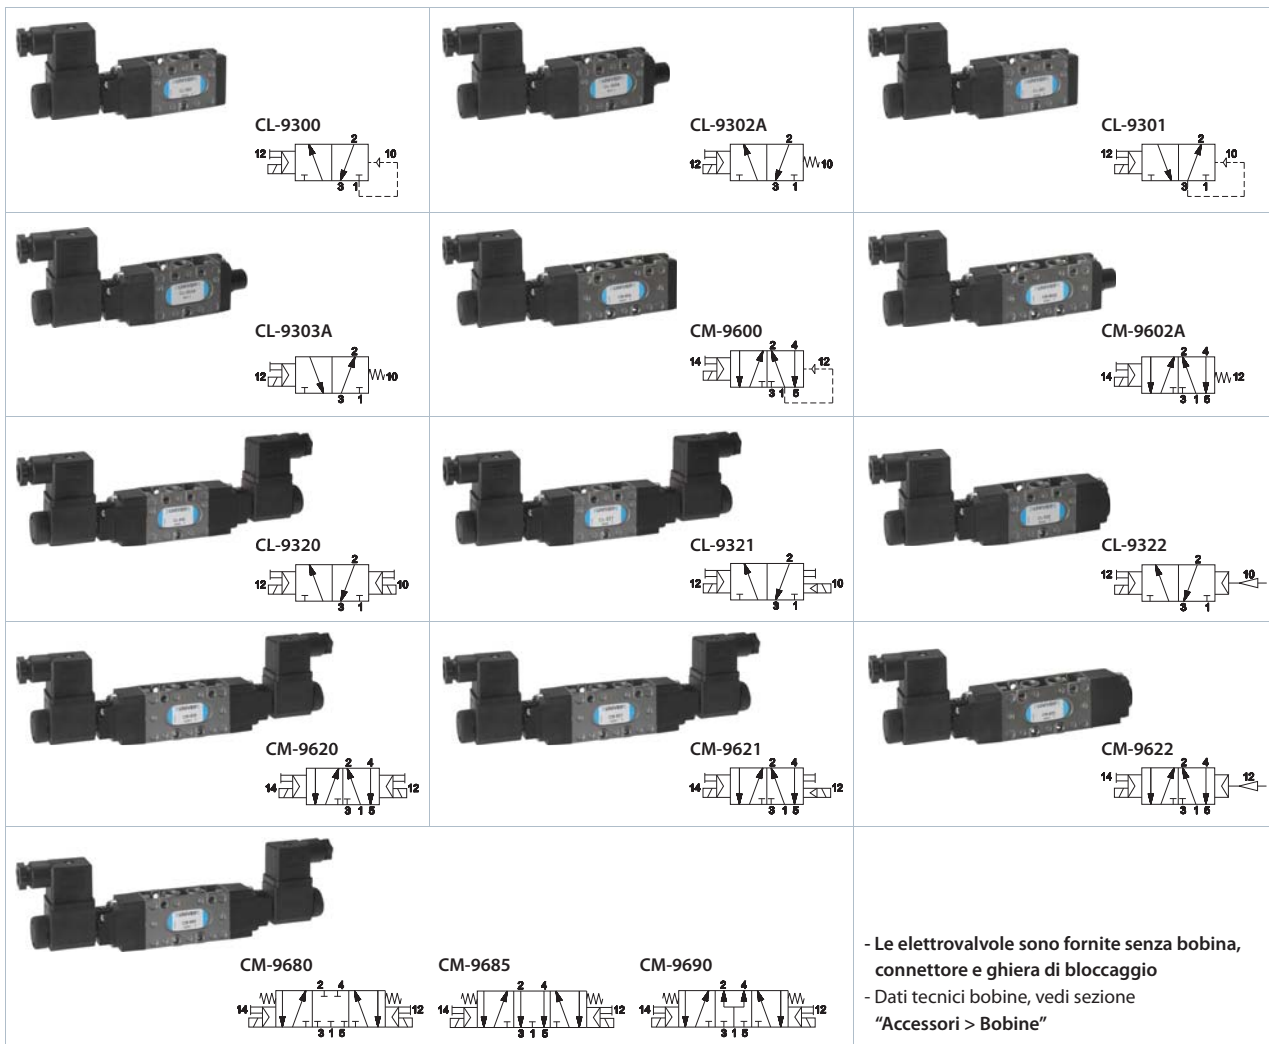 CL-9300
2
12
10
3 1
CL-9302A
2
12
10
3 1
CL-9301
2
12
10
3 1
CL-9303A
2
12
10
3 1
CM-9600
2 4
14
12
3 1 5
CM-9602A
2 4
14
12
3 1 5
CL-9320
2
12
10
3 1
CL-9321
2
12
10
3 1
CL-9322
2
12
10
3 1
CM-9620
2 4
14
12
3 1 5
CM-9621
2 4
14
12
3 1 5
CM-9622
2 4
14
12
3 1 5
CM-9680
2 4
14
12
3 1 5
CM-9685
2 4
14
12
3 1 5
CM-9690
2 4
14
12
3 1 5
- Le elettrovalvole sono fornite senza bobina,
connettore e ghiera di bloccaggio
- Dati tecnici bobine, vedi sezione
“Accessori > Bobine”